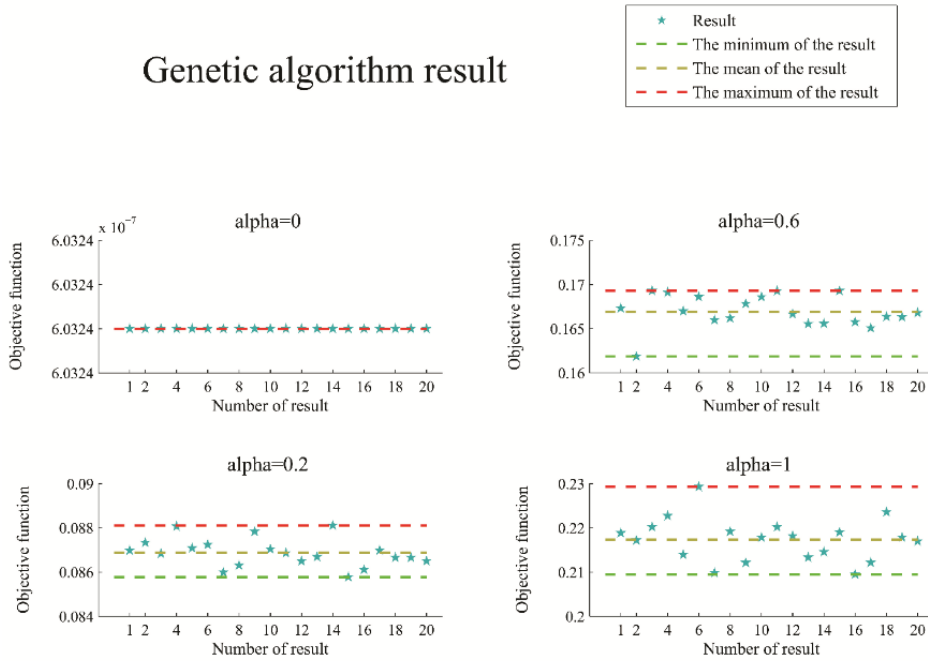 Genetic algorithm result
Result
The minimum of the result
The mean of the result
The maximum of the result
alpha=0
x 10^-7
6.0324
6.0324
6.0324
6.0324
Objective function
1 2 4 6 8 10 12 14 16 18 20
Number of result
alpha=0.6
0.175
0.17
0.165
0.16
Objective function
1 2 4 6 8 10 12 14 16 18 20
Number of result
alpha=0.2
0.09
0.088
0.086
0.084
Objective function
1 2 4 6 8 10 12 14 16 18 20
Number of result
alpha=1
0.23
0.22
0.21
0.2
Objective function
1 2 4 6 8 10 12 14 16 18 20
Number of result